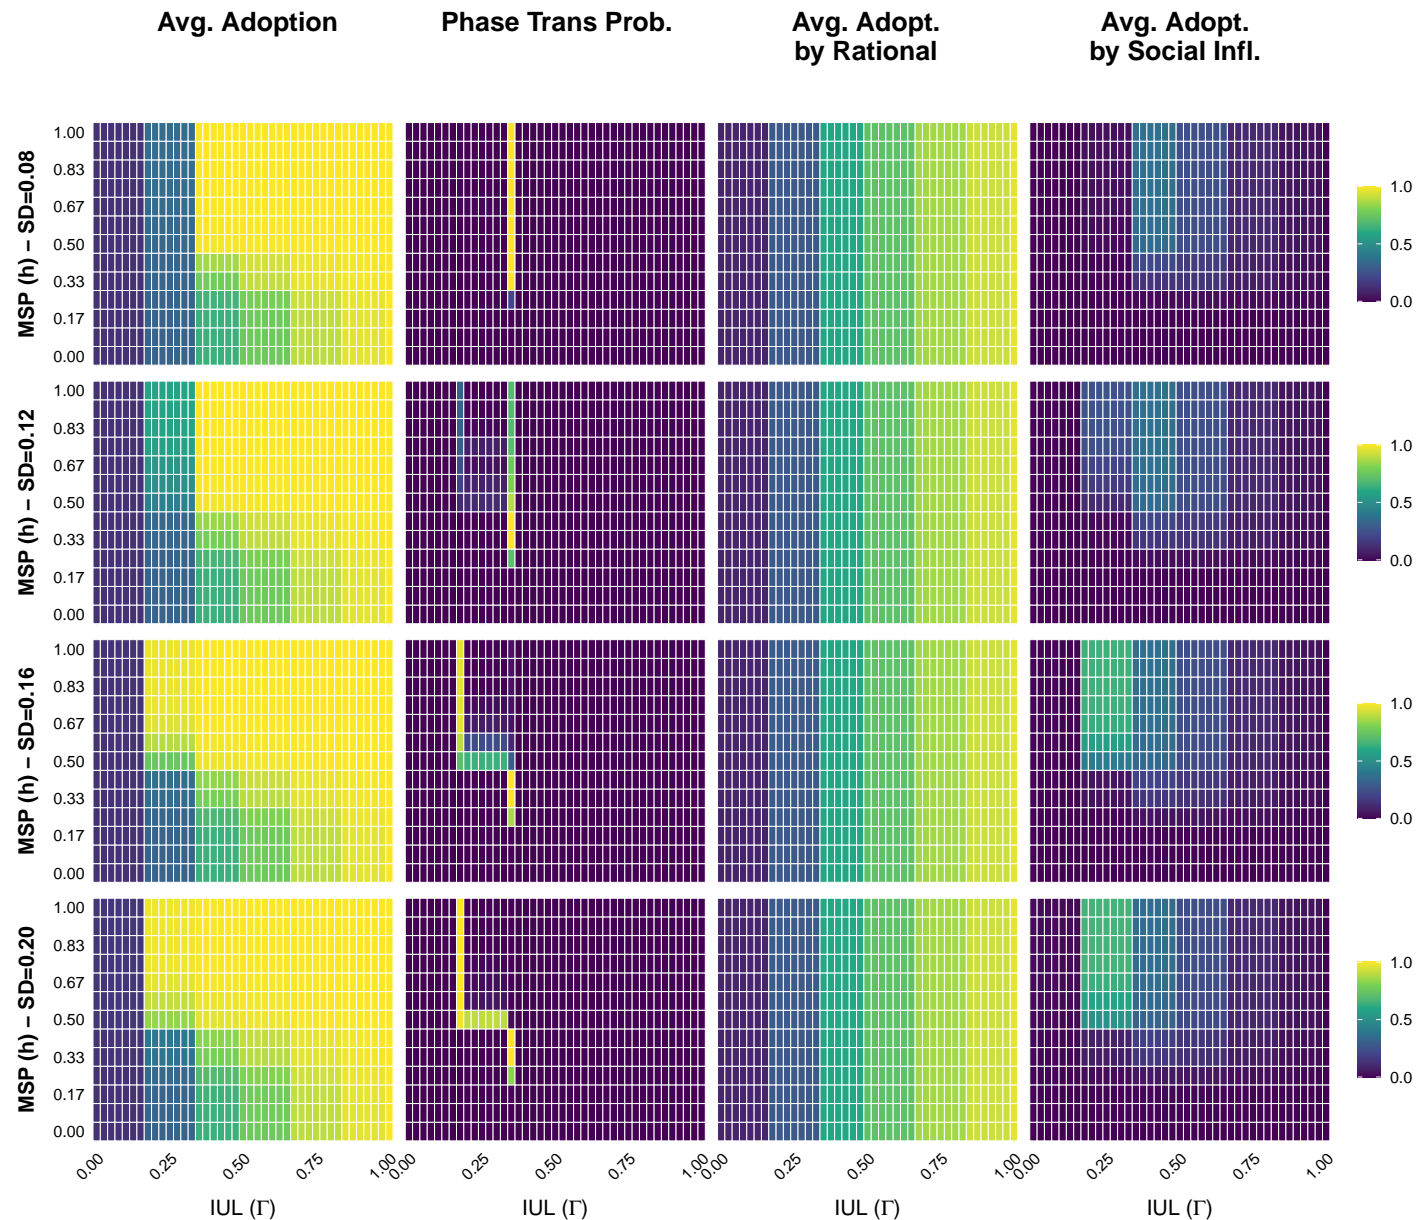 Avg. Adoption
Phase Trans Prob.
Avg. Adopt.
by Rational
Avg. Adopt.
by Social Infl.
MSP (h) − SD=0.08
1.00
0.83
0.67
0.50
0.33
0.17
0.00
1.0
0.5
0.0
MSP (h) − SD=0.12
1.00
0.83
0.67
0.50
0.33
0.17
0.00
1.0
0.5
0.0
MSP (h) − SD=0.16
1.00
0.83
0.67
0.50
0.33
0.17
0.00
1.0
0.5
0.0
MSP (h) − SD=0.20
1.00
0.83
0.67
0.50
0.33
0.17
0.00
1.0
0.5
0.0
0.00 0.25 0.50 0.75 1.00
0.00 0.25 0.50 0.75 1.00
0.00 0.25 0.50 0.75 1.00
0.25 0.50 0.75 1.00
IUL (Γ)
IUL (Γ)
IUL (Γ)
IUL (Γ)